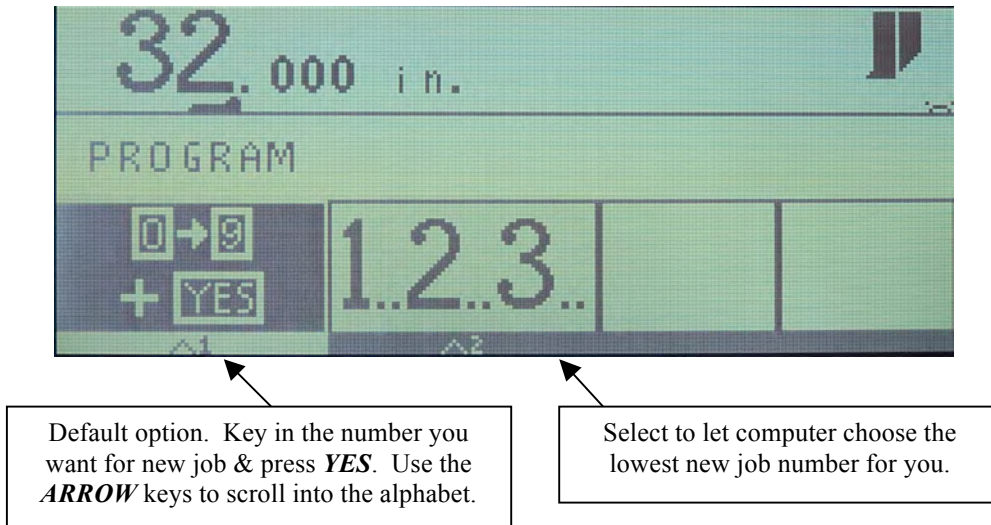 32.000 in.
PROGRAM
0→9
+ YES
1..2..3..
^1 ^2
Default option. Key in the number you
want for new job & press YES. Use the
ARROW keys to scroll into the alphabet.
Select to let computer choose the
lowest new job number for you.